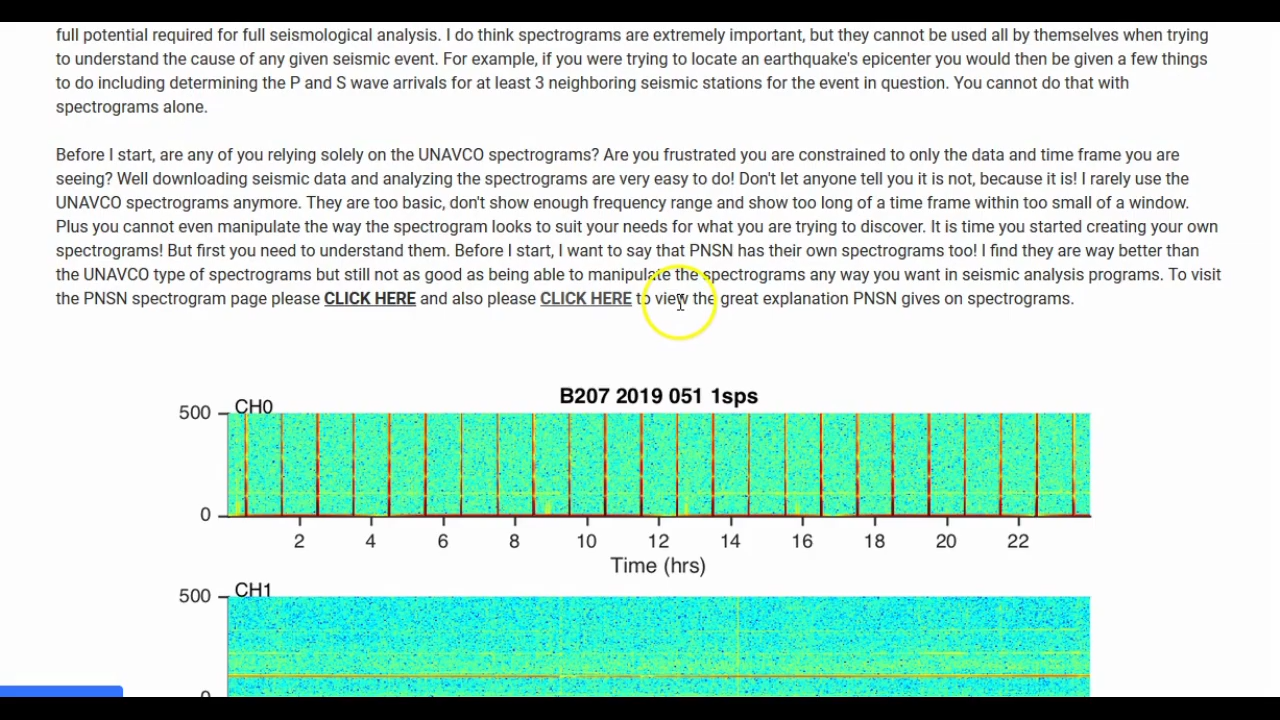 full potential required for full seismological analysis. I do think spectrograms are extremely important, but they cannot be used all by themselves when trying
to understand the cause of any given seismic event. For example, if you were trying to locate an earthquake's epicenter you would then be given a few things
to do including determining the P and S wave arrivals for at least 3 neighboring seismic stations for the event in question. You cannot do that with
spectrograms alone.
Before I start, are any of you relying solely on the UNAVCO spectrograms? Are you frustrated you are constrained to only the data and time frame you are
seeing? Well downloading seismic data and analyzing the spectrograms are very easy to do! Don't let anyone tell you it is not, because it is! I rarely use the
UNAVCO spectrograms anymore. They are too basic, don't show enough frequency range and show too long of a time frame within too small of a window.
Plus you cannot even manipulate the way the spectrogram looks to suit your needs for what you are trying to discover. It is time you started creating your own
spectrograms! But first you need to understand them. Before I start, I want to say that PNSN has their own spectrograms too! I find they are way better than
the UNAVCO type of spectrograms but still not as good as being able to manipulate the spectrograms any way you want in seismic analysis programs. To visit
the PNSN spectrogram page please CLICK HERE and also please CLICK HERE to view the great explanation PNSN gives on spectrograms.
B207 2019 051 1sps
CH0
500
0
2 4 6 8 10 12 14 16 18 20 22
Time (hrs)
CH1
500
0